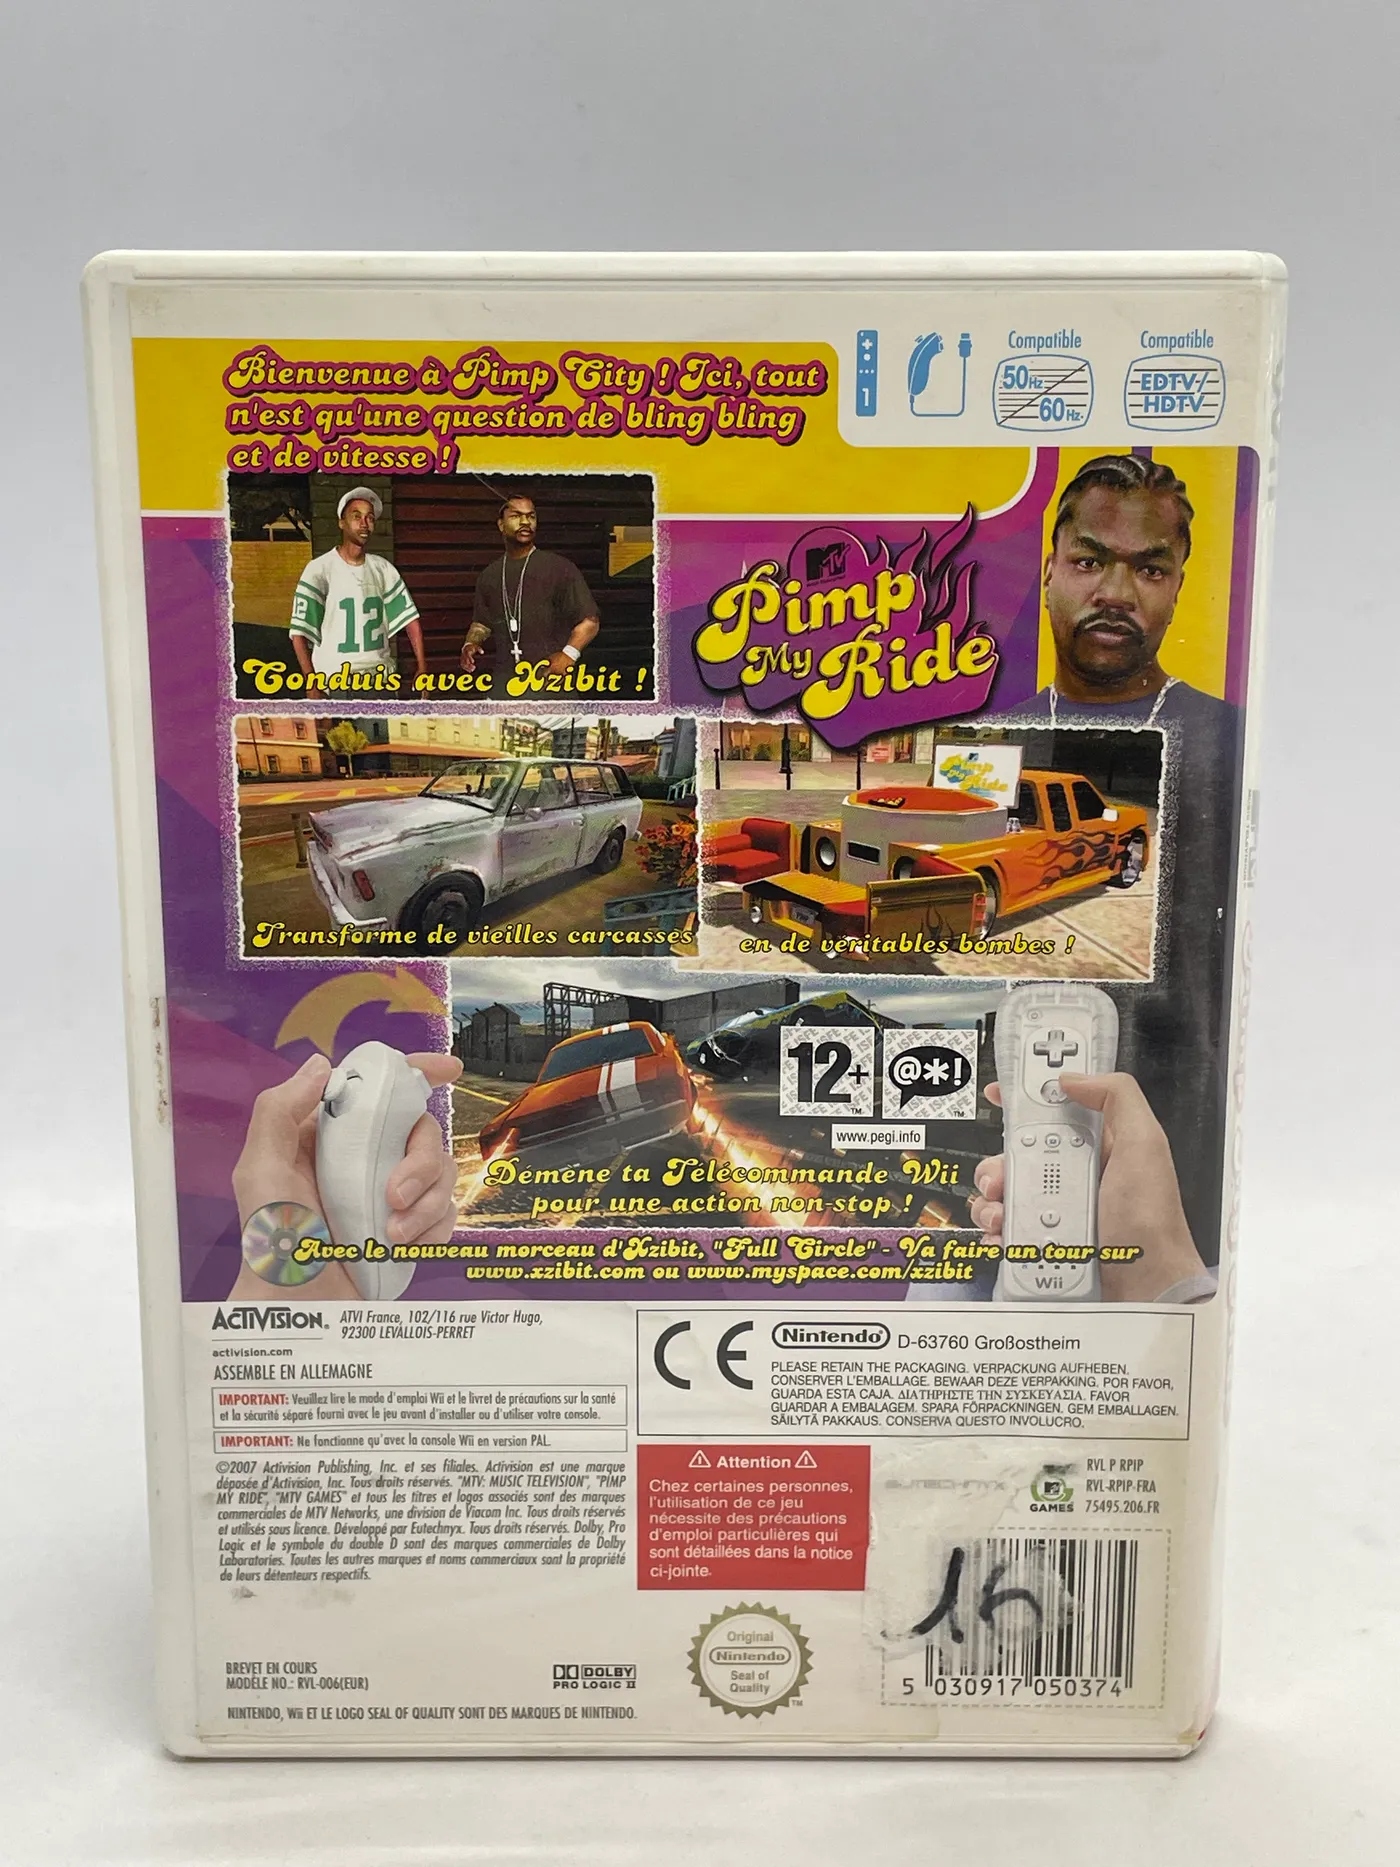 Bienvenue à Pimp City ! Ici, tout
n'est qu'une question de bling bling
et de vitesse !
1
Compatible
50Hz
60Hz.
Compatible
EDTV/
HDTV
12
12
Conduis avec Xzibit !
MTV
Pimp
My Ride
Pimp
My Ride
Transforme de vieilles carcasses
en de véritables bombes !
12+
TM
@*!
TM
www.pegi.info
Démène ta Télécommande Wii
pour une action non-stop !
HOME
Wii
Avec le nouveau morceau d'Xzibit, "Full Circle" - Va faire un tour sur
www.xzibit.com ou www.myspace.com/xzibit
ACTIVISION.
activision.com
ATVI France, 102/116 rue Victor Hugo,
92300 LEVALLOIS-PERRET
ASSEMBLE EN ALLEMAGNE
IMPORTANT: Veuillez lire le mode d'emploi Wii et le livret de précautions sur la santé
et la sécurité séparé fourni avec le jeu avant d'installer ou d'utiliser votre console.
IMPORTANT: Ne fonctionne qu'avec la console Wii en version PAL.
©2007 Activision Publishing, Inc. et ses filiales. Activision est une marque
déposée d'Activision, Inc. Tous droits réservés. "MTV: MUSIC TELEVISION", "PIMP
MY RIDE", "MTV GAMES" et tous les titres et logos associés sont des marques
commerciales de MTV Networks, une division de Viacom Inc. Tous droits réservés
et utilisés sous licence. Développé par Eutechnyx. Tous droits réservés. Dolby, Pro
Logic et le symbole du double D sont des marques commerciales de Dolby
Laboratories. Toutes les autres marques et noms commerciaux sont la propriété
de leurs détenteurs respectifs.
BREVET EN COURS
MODÈLE NO.: RVL-006(EUR)
DOLBY
PRO LOGIC II
NINTENDO, Wii ET LE LOGO SEAL OF QUALITY SONT DES MARQUES DE NINTENDO.
CE
Nintendo D-63760 Großostheim
PLEASE RETAIN THE PACKAGING. VERPACKUNG AUFHEBEN.
CONSERVER L'EMBALLAGE. BEWAAR DEZE VERPAKKING. POR FAVOR,
GUARDA ESTA CAJA. ΔΙΑΤΗΡΗΣΤΕ ΤΗΝ ΣΥΣΚΕΥΑΣΙΑ. FAVOR
GUARDAR A EMBALAGEM. SPARA FÖRPACKNINGEN. GEM EMBALLAGEN.
SÄILYTÄ PAKKAUS. CONSERVA QUESTO INVOLUCRO.
Attention
Chez certaines personnes,
l'utilisation de ce jeu
nécessite des précautions
d'emploi particulières qui
sont détaillées dans la notice
ci-jointe.
EUTECHNYX
MTV
GAMES
RVL P RPIP
RVL-RPIP-FRA
75495.206.FR
Original
Nintendo
Seal of
Quality
TM
5 030917 050374